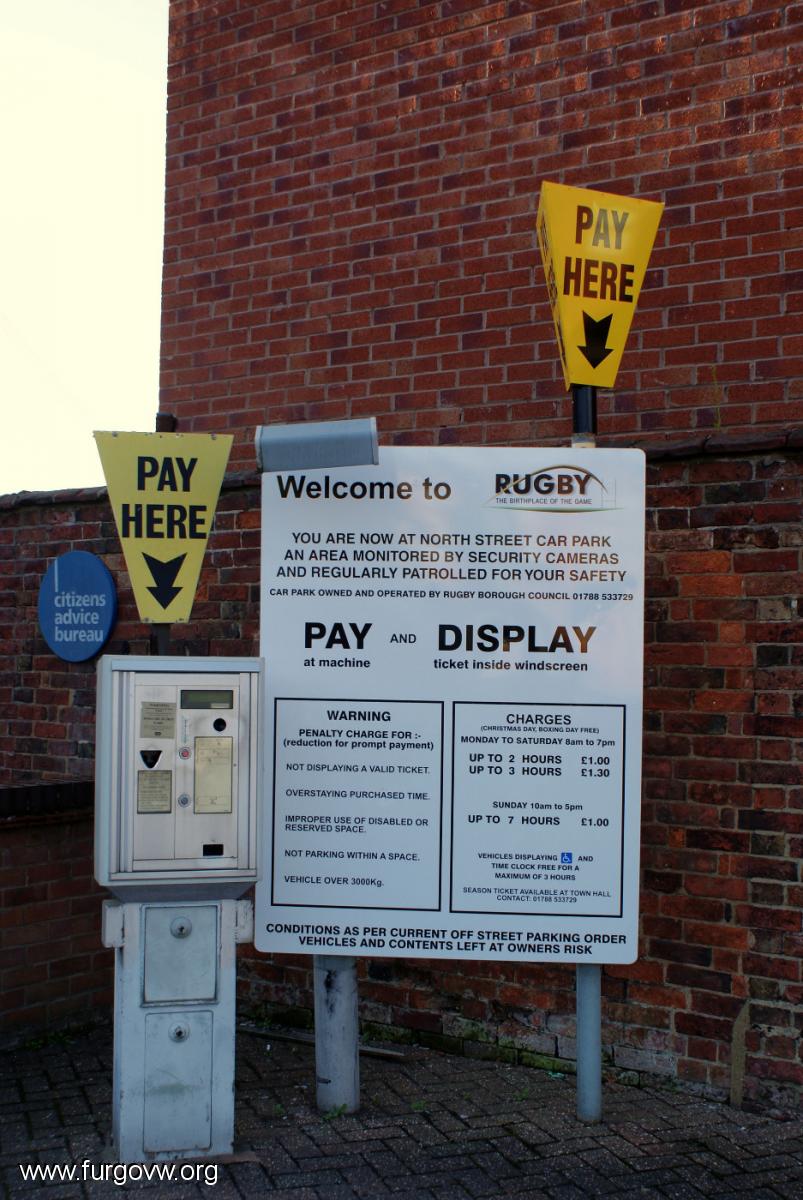 PAY
HERE
PAY
HERE
citizens
advice
bureau
Welcome to
RUGBY
THE BIRTHPLACE OF THE GAME
YOU ARE NOW AT NORTH STREET CAR PARK
AN AREA MONITORED BY SECURITY CAMERAS
AND REGULARLY PATROLLED FOR YOUR SAFETY
CAR PARK OWNED AND OPERATED BY RUGBY BOROUGH COUNCIL 01788 533729
PAY AND DISPLAY
at machine ticket inside windscreen
WARNING
PENALTY CHARGE FOR :-
(reduction for prompt payment)
NOT DISPLAYING A VALID TICKET.
OVERSTAYING PURCHASED TIME.
IMPROPER USE OF DISABLED OR
RESERVED SPACE.
NOT PARKING WITHIN A SPACE.
VEHICLE OVER 3000Kg.
CHARGES
(CHRISTMAS DAY, BOXING DAY FREE)
MONDAY TO SATURDAY 8am to 7pm
UP TO 2 HOURS £1.00
UP TO 3 HOURS £1.30
SUNDAY 10am to 5pm
UP TO 7 HOURS £1.00
VEHICLES DISPLAYING AND
TIME CLOCK FREE FOR A
MAXIMUM OF 3 HOURS
SEASON TICKET AVAILABLE AT TOWN HALL
CONTACT: 01788 533729
CONDITIONS AS PER CURRENT OFF STREET PARKING ORDER
VEHICLES AND CONTENTS LEFT AT OWNERS RISK
www.furgovw.org